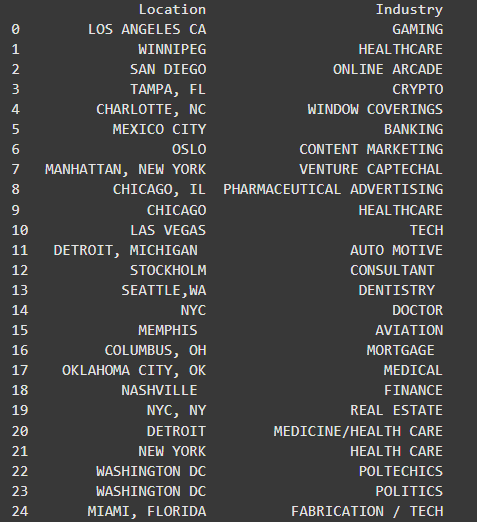 Location Industry
0 LOS ANGELES CA GAMING
1 WINNIPEG HEALTHCARE
2 SAN DIEGO ONLINE ARCADE
3 TAMPA, FL CRYPTO
4 CHARLOTTE, NC WINDOW COVERINGS
5 MEXICO CITY BANKING
6 OSLO CONTENT MARKETING
7 MANHATTAN, NEW YORK VENTURE CAPTECHAL
8 CHICAGO, IL PHARMACEUTICAL ADVERTISING
9 CHICAGO HEALTHCARE
10 LAS VEGAS TECH
11 DETROIT, MICHIGAN AUTO MOTIVE
12 STOCKHOLM CONSULTANT
13 SEATTLE,WA DENTISTRY
14 NYC DOCTOR
15 MEMPHIS AVIATION
16 COLUMBUS, OH MORTGAGE
17 OKLAHOMA CITY, OK MEDICAL
18 NASHVILLE FINANCE
19 NYC, NY REAL ESTATE
20 DETROIT MEDICINE/HEALTH CARE
21 NEW YORK HEALTH CARE
22 WASHINGTON DC POLTECHICS
23 WASHINGTON DC POLITICS
24 MIAMI, FLORIDA FABRICATION / TECH